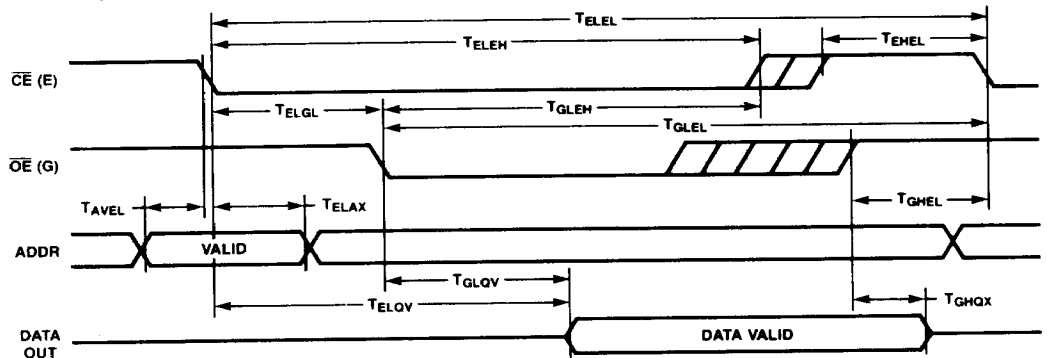 TELEL
TELEH
TEHEL
CE (E)
TELGL
TGLEH
TGLEL
OE (G)
TAVEL
TELAX
TGHEL
ADDR
VALID
TGLQV
TELQV
TGHQX
DATA
OUT
DATA VALID